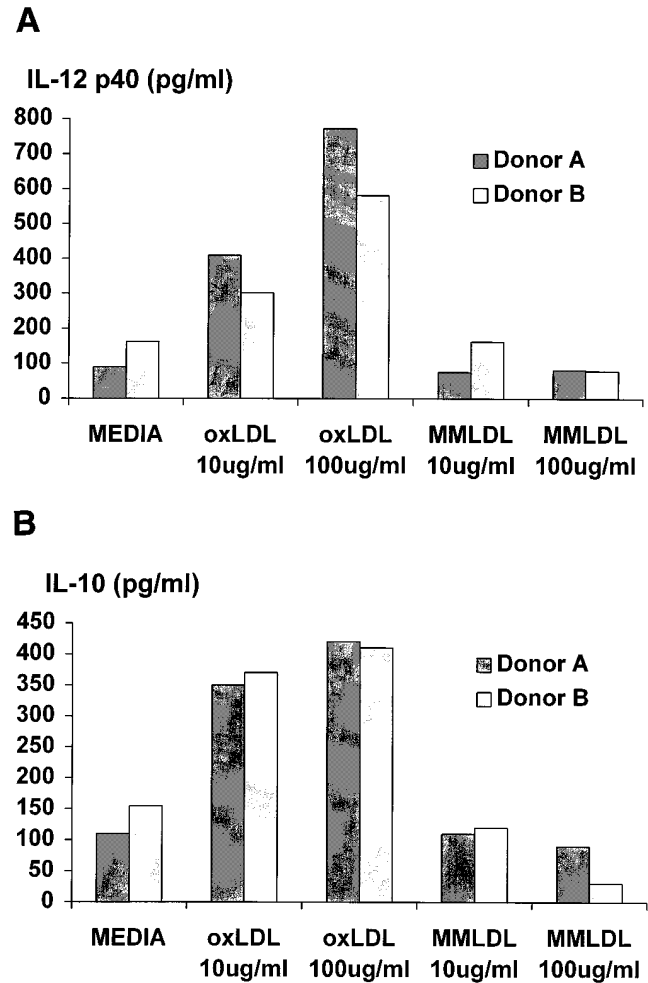 A
IL-12 p40 (pg/ml)
800
700
600
500
400
300
200
100
0
Donor A
Donor B
MEDIA
oxLDL
10ug/ml
oxLDL
100ug/ml
MMLDL
10ug/ml
MMLDL
100ug/ml
B
IL-10 (pg/ml)
450
400
350
300
250
200
150
100
50
0
Donor A
Donor B
MEDIA
oxLDL
10ug/ml
oxLDL
100ug/ml
MMLDL
10ug/ml
MMLDL
100ug/ml